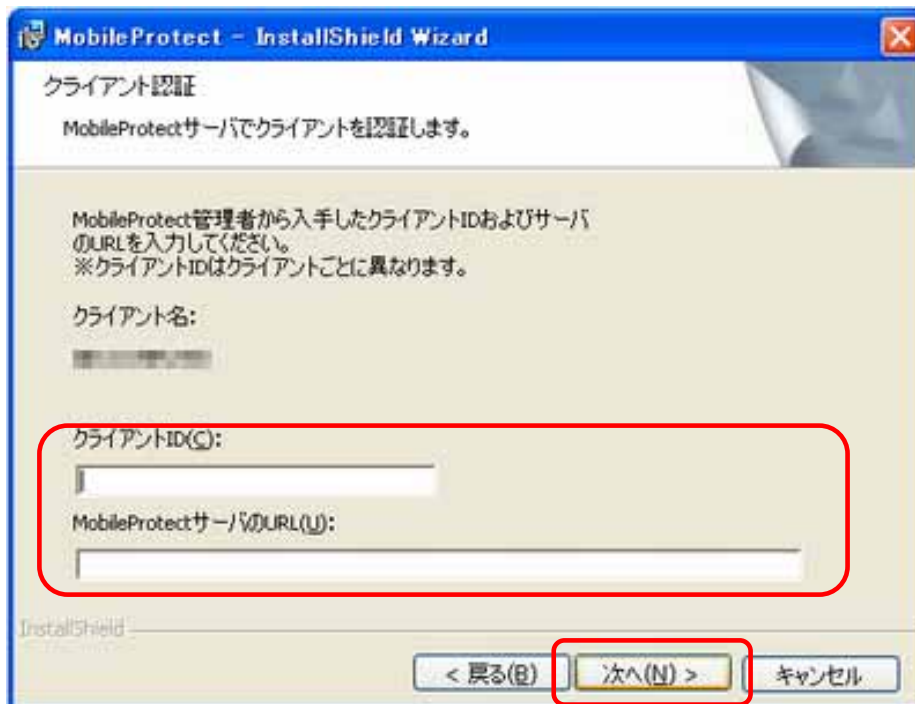 MobileProtect - InstallShield Wizard
クライアント認証
MobileProtectサーバでクライアントを認証します。
MobileProtect管理者から入手したクライアントIDおよびサーバ
のURLを入力してください。
※クライアントIDはクライアントごとに異なります。
クライアント名:
クライアントID(C):
MobileProtectサーバのURL(U):
InstallShield
< 戻る(B)
次へ(N) >
キャンセル